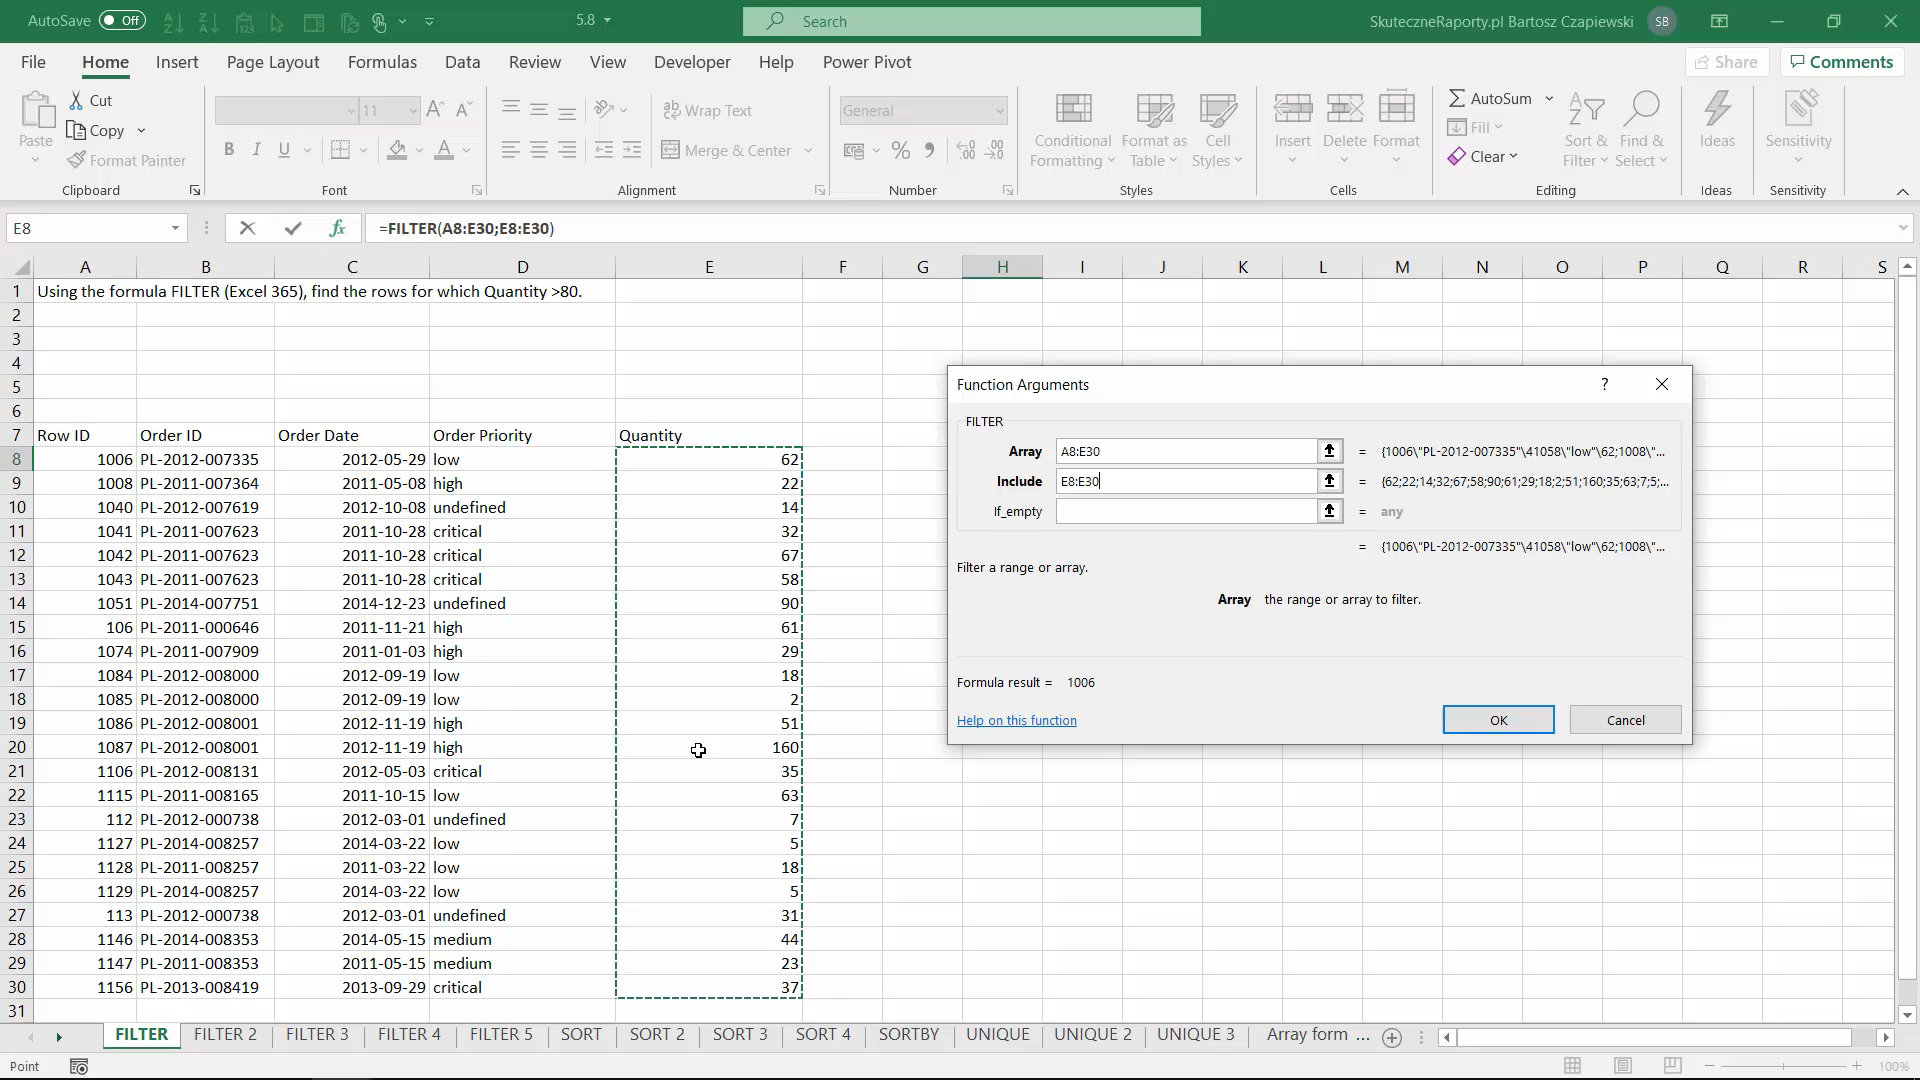 AutoSave Off 5.8 Search SkuteczneRaporty.pl Bartosz Czapiewski SB
File Home Insert Page Layout Formulas Data Review View Developer Help Power Pivot Share Comments
Paste Cut Copy Format Painter
11
B I U A
Wrap Text
Merge & Center
General
%
Conditional Formatting Format as Table Cell Styles
Insert Delete Format
AutoSum Fill Clear
Sort & Filter Find & Select
Ideas
Sensitivity
Clipboard Font Alignment Number Styles Cells Editing Ideas Sensitivity
E8 fx =FILTER(A8:E30;E8:E30)
A B C D E F G H I J K L M N O P Q R S
1 Using the formula FILTER (Excel 365), find the rows for which Quantity >80.
2
3
4
5
6
7 Row ID Order ID Order Date Order Priority Quantity
8 1006 PL-2012-007335 2012-05-29 low 62
9 1008 PL-2011-007364 2011-05-08 high 22
10 1040 PL-2012-007619 2012-10-08 undefined 14
11 1041 PL-2011-007623 2011-10-28 critical 32
12 1042 PL-2011-007623 2011-10-28 critical 67
13 1043 PL-2011-007623 2011-10-28 critical 58
14 1051 PL-2014-007751 2014-12-23 undefined 90
15 106 PL-2011-000646 2011-11-21 high 61
16 1074 PL-2011-007909 2011-01-03 high 29
17 1084 PL-2012-008000 2012-09-19 low 18
18 1085 PL-2012-008000 2012-09-19 low 2
19 1086 PL-2012-008001 2012-11-19 high 51
20 1087 PL-2012-008001 2012-11-19 high 160
21 1106 PL-2012-008131 2012-05-03 critical 35
22 1115 PL-2011-008165 2011-10-15 low 63
23 112 PL-2012-000738 2012-03-01 undefined 7
24 1127 PL-2014-008257 2014-03-22 low 5
25 1128 PL-2011-008257 2011-03-22 low 18
26 1129 PL-2014-008257 2014-03-22 low 5
27 113 PL-2012-000738 2012-03-01 undefined 31
28 1146 PL-2014-008353 2014-05-15 medium 44
29 1147 PL-2011-008353 2011-05-15 medium 23
30 1156 PL-2013-008419 2013-09-29 critical 37
31
Function Arguments ?
FILTER
Array A8:E30 = {1006\"PL-2012-007335"\41058\"low"\62;1008\"...
Include E8:E30 = {62;22;14;32;67;58;90;61;29;18;2;51;160;35;63;7;5;...
If_empty = any
= {1006\"PL-2012-007335"\41058\"low"\62;1008\"...
Filter a range or array.
Array the range or array to filter.
Formula result = 1006
Help on this function OK Cancel
FILTER FILTER 2 FILTER 3 FILTER 4 FILTER 5 SORT SORT 2 SORT 3 SORT 4 SORTBY UNIQUE UNIQUE 2 UNIQUE 3 Array form ...
Point 100%